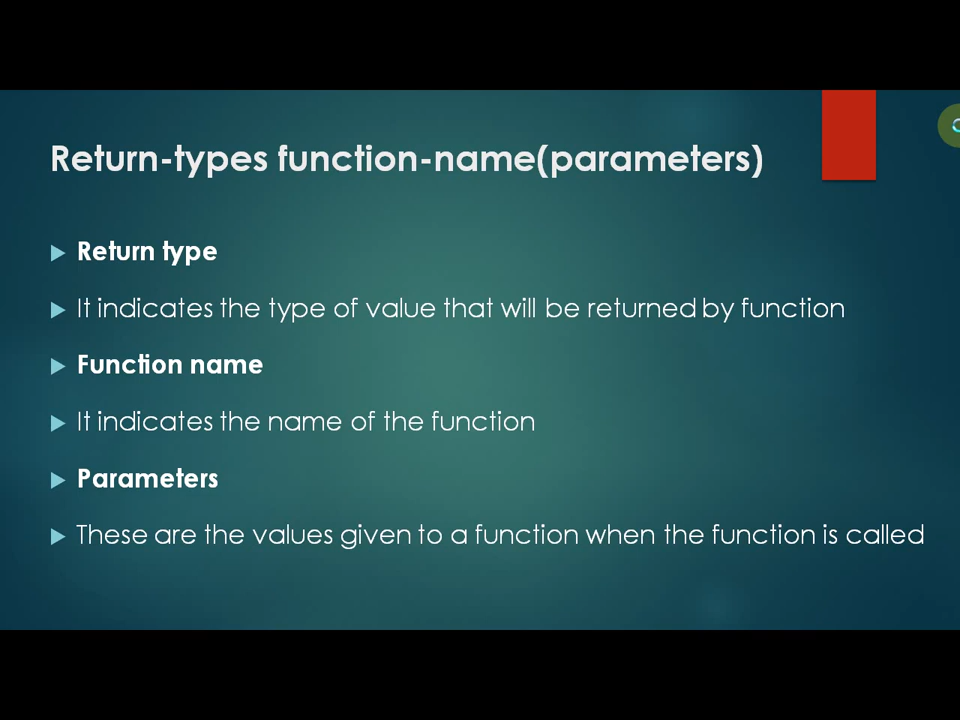 Return-types function-name(parameters)
Return type
It indicates the type of value that will be returned by function
Function name
It indicates the name of the function
Parameters
These are the values given to a function when the function is called